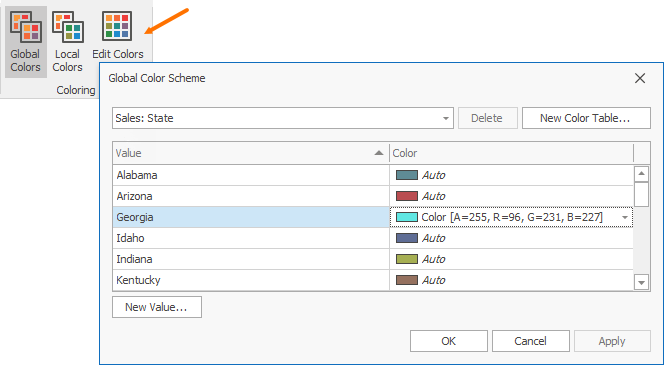 Global Colors
Local Colors
Edit Colors
Coloring
Global Color Scheme
Sales: State
Delete
New Color Table...
Value
Color
Alabama
Auto
Arizona
Auto
Georgia
Color [A=255, R=96, G=231, B=227]
Idaho
Auto
Indiana
Auto
Kentucky
Auto
New Value...
OK
Cancel
Apply